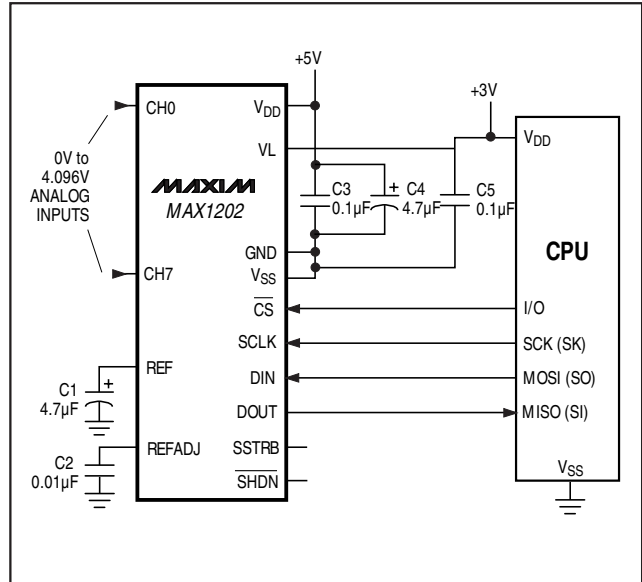 +5V
+3V
CH0
VDD
VL
0V to
4.096V
ANALOG
INPUTS
MAXIM
MAX1202
C3
0.1µF
+
C4
4.7µF
C5
0.1µF
VDD
CPU
CH7
GND
VSS
CS
I/O
SCLK
SCK (SK)
REF
DIN
MOSI (SO)
C1
+
4.7µF
DOUT
MISO (SI)
REFADJ
SSTRB
C2
0.01µF
SHDN
VSS